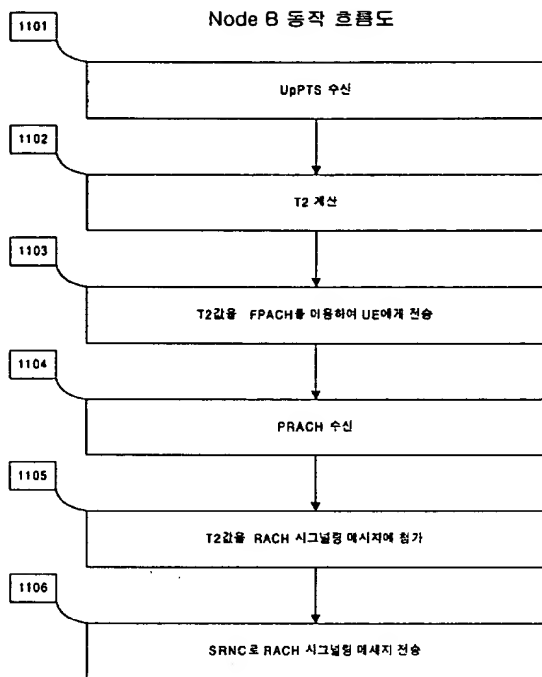 Node B 동작 흐름도
1101
UpPTS 수신
1102
T2 계산
1103
T2값을 FPACH를 이용하여 UE에게 전송
1104
PRACH 수신
1105
T2값을 RACH 시그널링 메시지에 첨가
1106
SRNC로 RACH 시그널링 메세지 전송